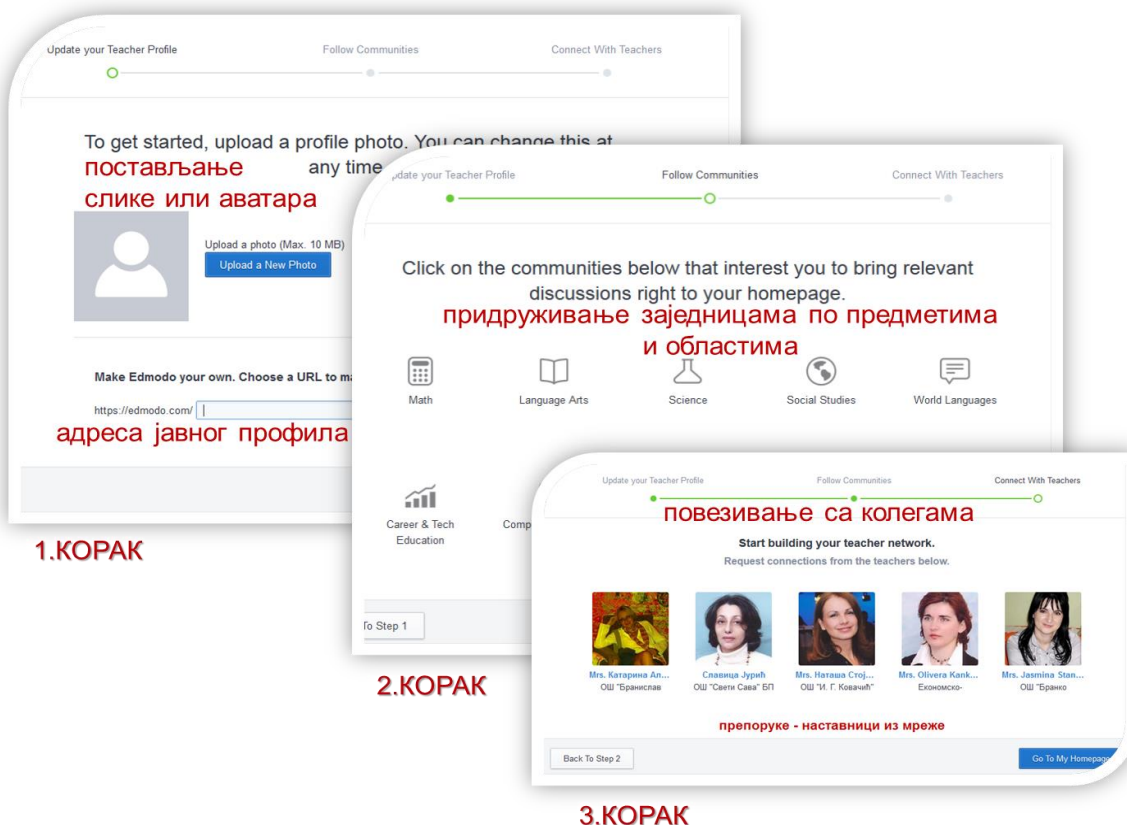 Update your Teacher Profile
Follow Communities
Connect With Teachers
To get started, upload a profile photo. You can change this at
any time
постављање
слике или аватара
Upload a photo (Max. 10 MB)
Upload a New Photo
Make Edmodo your own. Choose a URL to
https://edmodo.com/
адреса јавног профила
1.КОРАК
Update your Teacher Profile
Follow Communities
Connect With Teachers
Click on the communities below that interest you to bring relevant
discussions right to your homepage.
придруживање заједницама по предметима
и областима
Math
Language Arts
Science
Social Studies
World Languages
Career & Tech
Education
To Step 1
2.КОРАК
Update your Teacher Profile
Follow Communities
Connect With Teachers
повезивање са колегама
Start building your teacher network.
Request connections from the teachers below.
Mrs. Катарина Ал...
Славица Јурић
Mrs. Наташа Стој...
Mrs. Olivera Kank...
Mrs. Jasmina Stan...
ОШ "Бранислав
ОШ "Свети Сава" БП
ОШ "И. Г. Ковачић"
Економско-
ОШ "Бранко
препоруке - наставници из мреже
Back To Step 2
Go To My Homepage
3.КОРАК